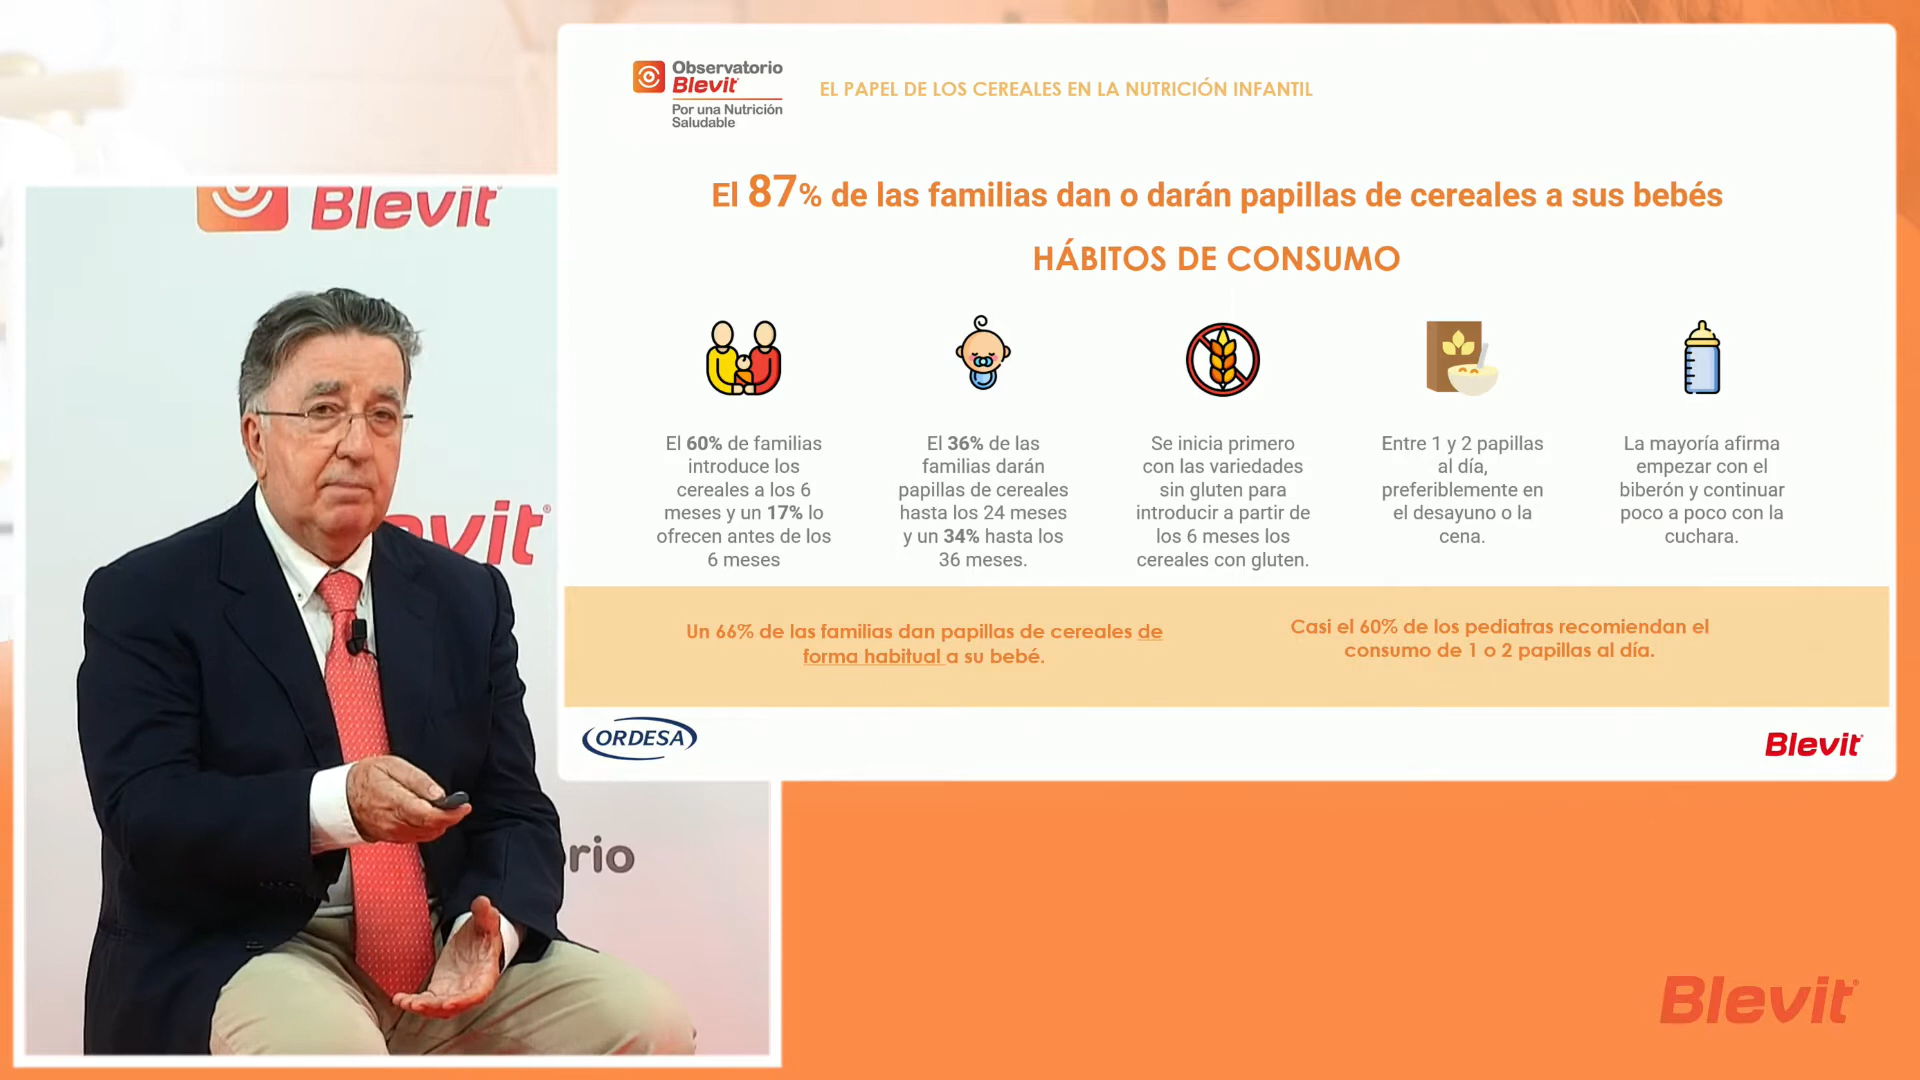 Observatorio
Blevit
Por una Nutrición
Saludable
EL PAPEL DE LOS CEREALES EN LA NUTRICIÓN INFANTIL
El 87% de las familias dan o darán papillas de cereales a sus bebés
HÁBITOS DE CONSUMO
El 60% de familias
introduce los
cereales a los 6
meses y un 17% lo
ofrecen antes de los
6 meses
El 36% de las
familias darán
papillas de cereales
hasta los 24 meses
y un 34% hasta los
36 meses.
Se inicia primero
con las variedades
sin gluten para
introducir a partir de
los 6 meses los
cereales con gluten.
Entre 1 y 2 papillas
al día,
preferiblemente en
el desayuno o la
cena.
La mayoría afirma
empezar con el
biberón y continuar
poco a poco con la
cuchara.
Un 66% de las familias dan papillas de cereales de
forma habitual a su bebé.
Casi el 60% de los pediatras recomiendan el
consumo de 1 o 2 papillas al día.
ORDESA
Blevit
Blevit®
evit®
rio
Blevit®